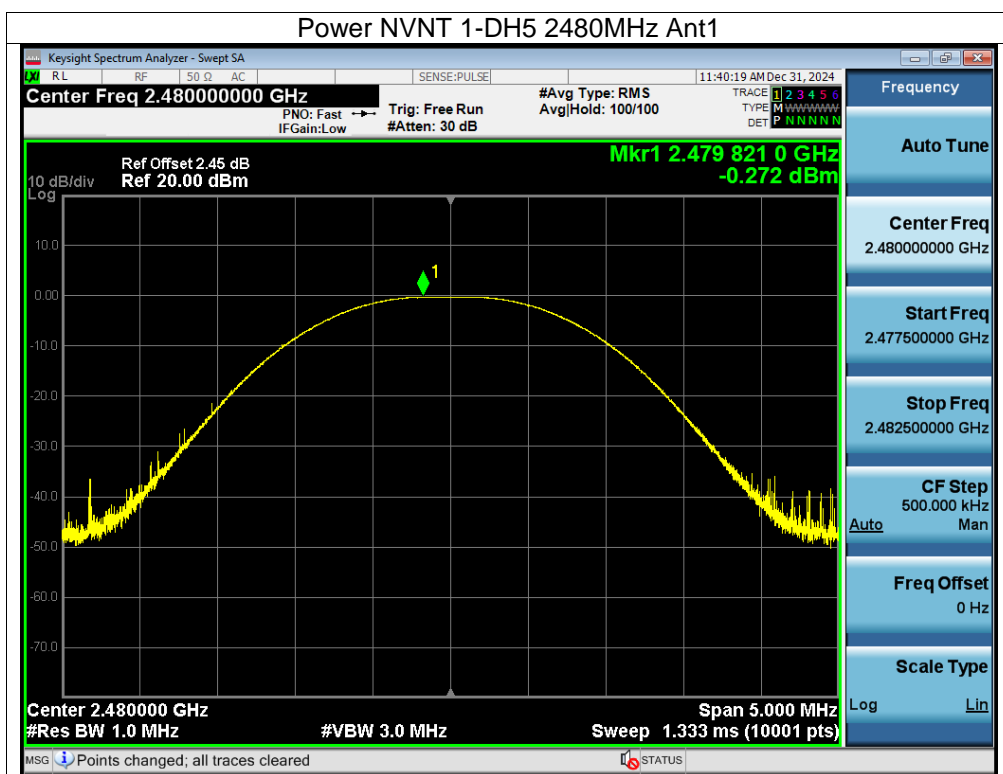 Power NVNT 1-DH5 2480MHz Ant1
Keysight Spectrum Analyzer - Swept SA
LXI RL RF 50 Ω AC SENSE:PULSE 11:40:19 AM Dec 31, 2024
Center Freq 2.480000000 GHz
PNO: Fast
IFGain:Low
Trig: Free Run
#Atten: 30 dB
#Avg Type: RMS
Avg|Hold: 100/100
TRACE 1 2 3 4 5 6
TYPE M W W W W W
DET P N N N N N
Mkr1 2.479 821 0 GHz
-0.272 dBm
Ref Offset 2.45 dB
10 dB/div Ref 20.00 dBm
Log
1
10.0
0.00
-10.0
-20.0
-30.0
-40.0
-50.0
-60.0
-70.0
Center 2.480000 GHz Span 5.000 MHz
#Res BW 1.0 MHz #VBW 3.0 MHz Sweep 1.333 ms (10001 pts)
MSG Points changed; all traces cleared STATUS
Frequency
Auto Tune
Center Freq
2.480000000 GHz
Start Freq
2.477500000 GHz
Stop Freq
2.482500000 GHz
CF Step
500.000 kHz
Auto Man
Freq Offset
0 Hz
Scale Type
Log Lin